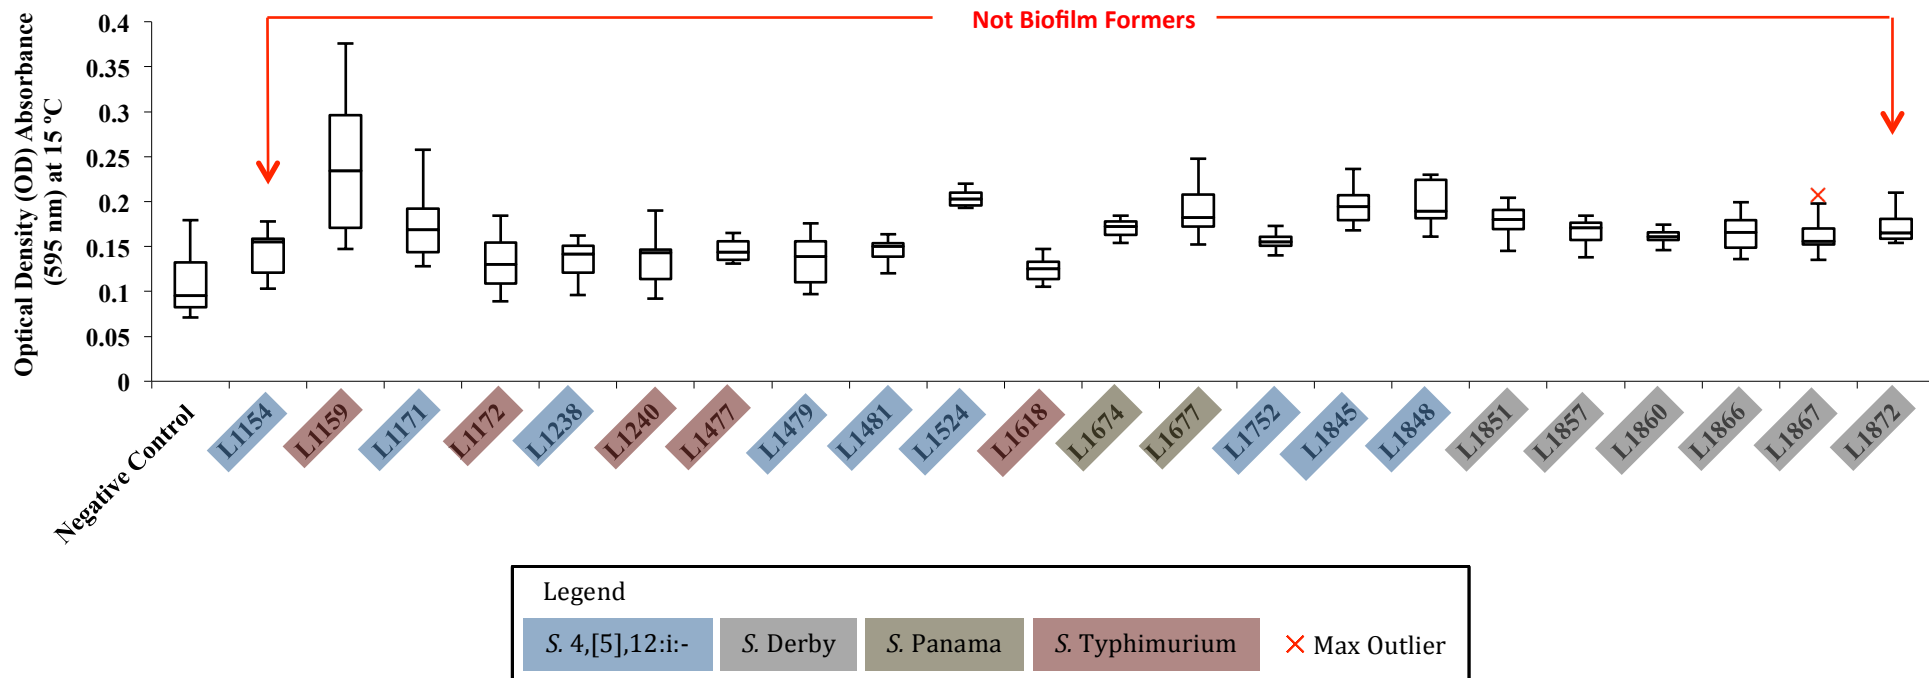 Not Biofilm Formers
Optical Density (OD) Absorbance
(595 nm) at 15 ºC
0.4
0.35
0.3
0.25
0.2
0.15
0.1
0.05
0
Negative Control
L1154
L1159
L1171
L1172
L1238
L1240
L1477
L1479
L1481
L1524
L1618
L1674
L1677
L1752
L1845
L1848
L1851
L1857
L1860
L1866
L1867
L1872
Legend
S. 4,[5],12:i:-
S. Derby
S. Panama
S. Typhimurium
Max Outlier